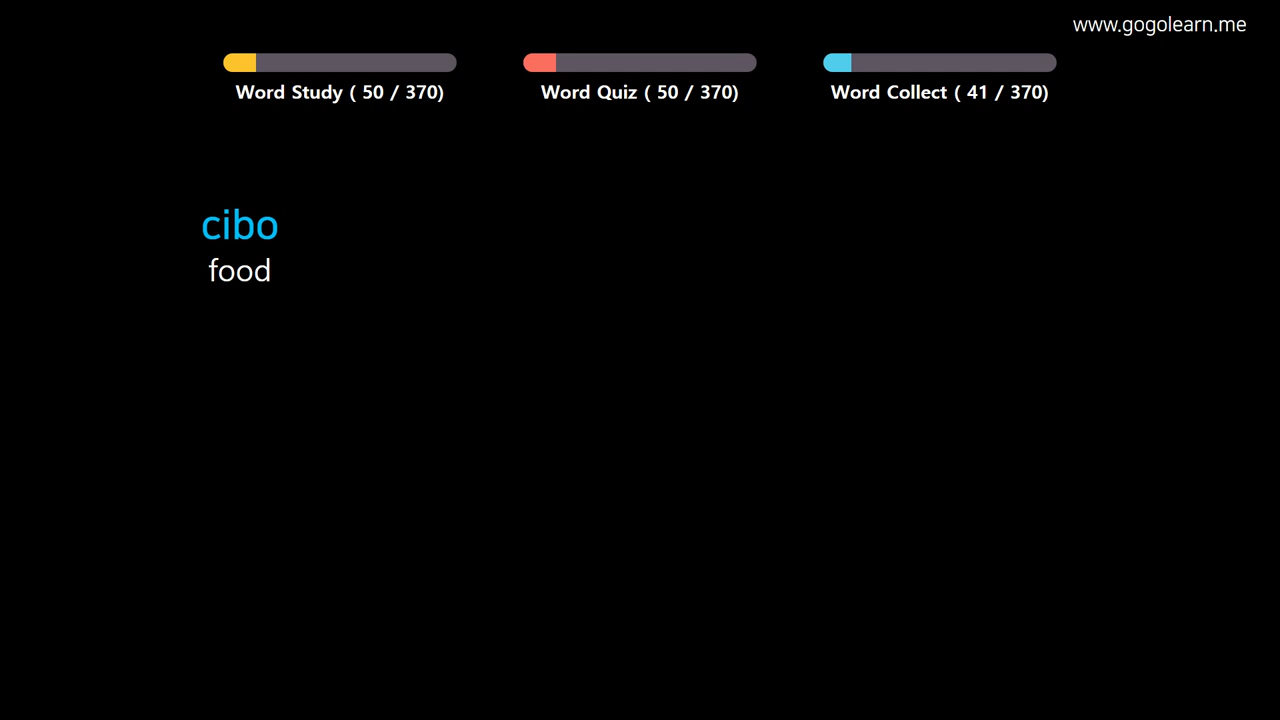 www.gogolearn.me
Word Study ( 50 / 370)
Word Quiz ( 50 / 370)
Word Collect ( 41 / 370)
cibo
food